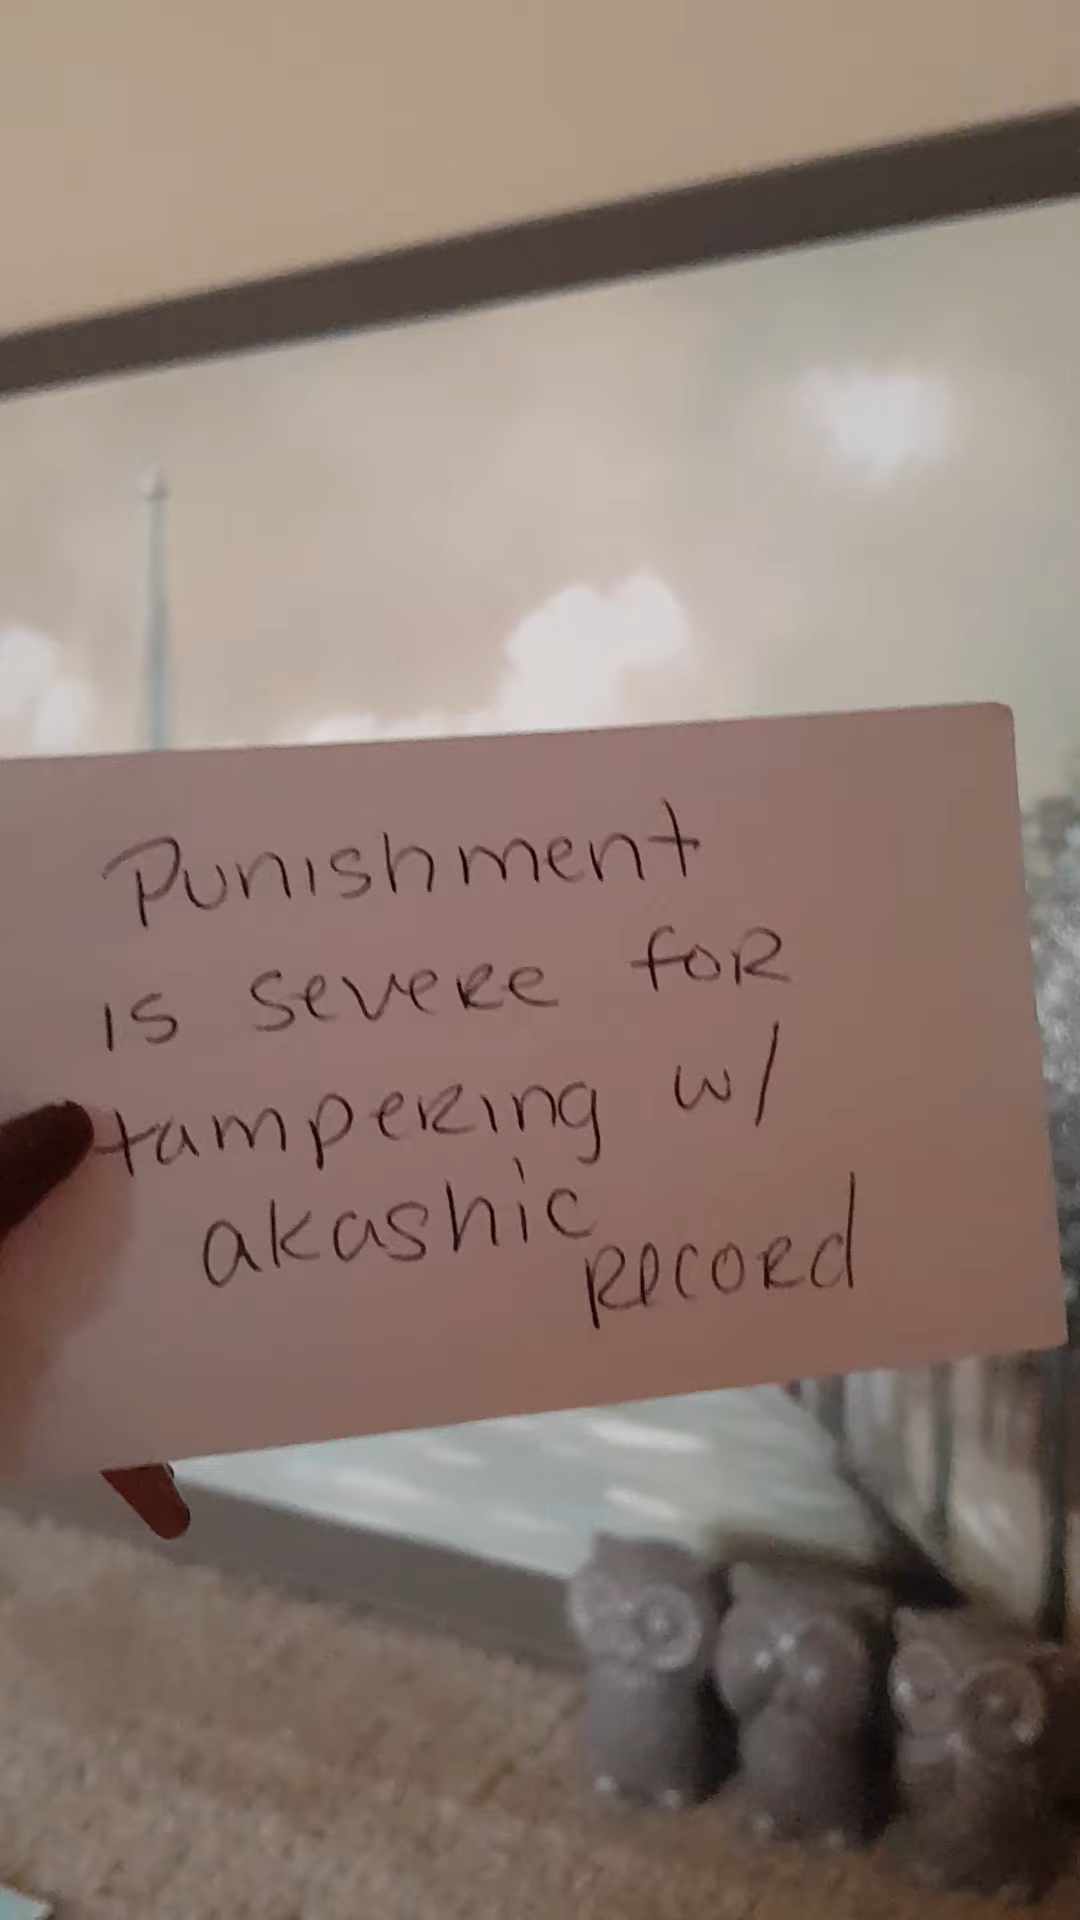 Punishment
is severe for
tampering w/
akashic
record